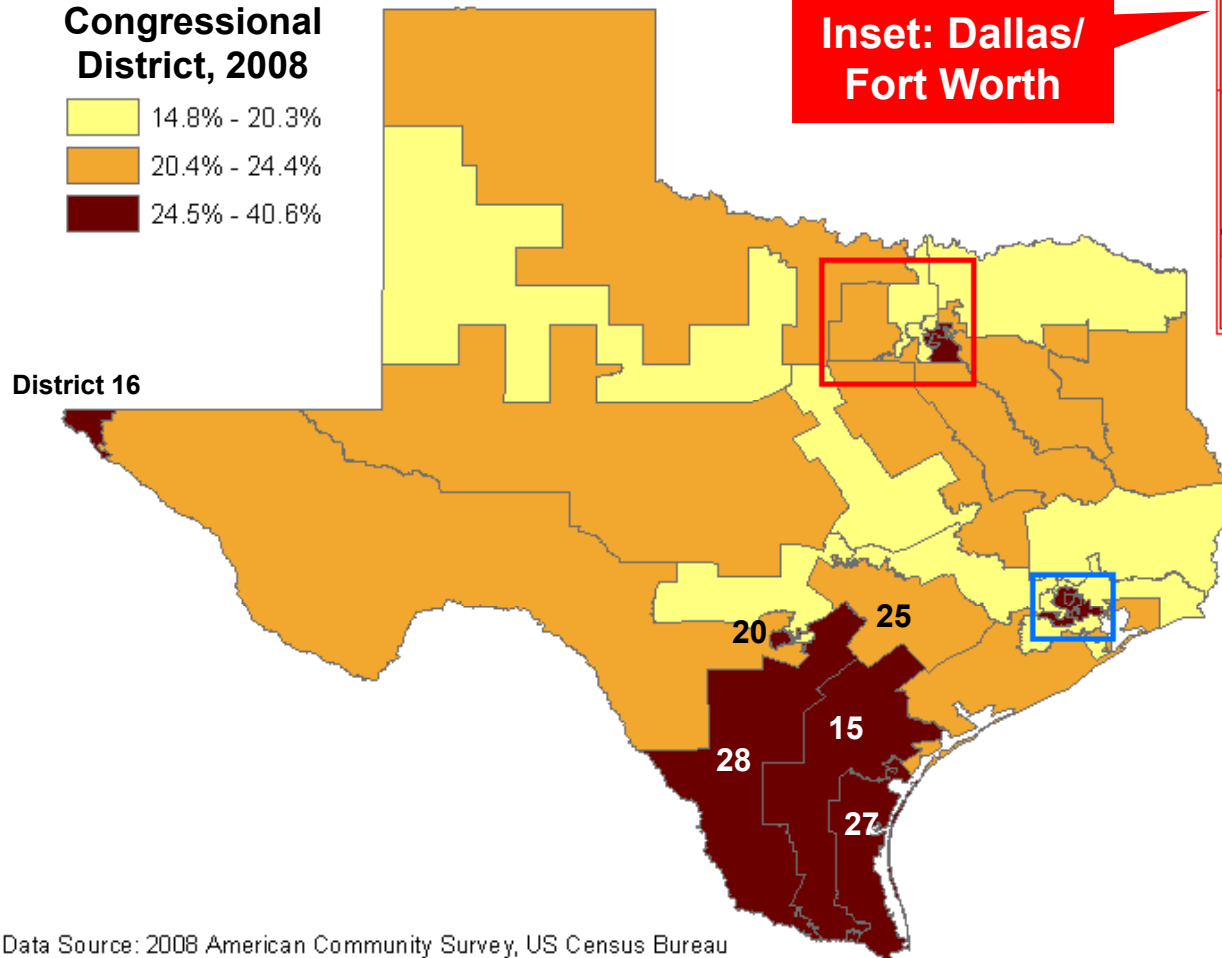 Congressional
District, 2008
14.8% - 20.3%
20.4% - 24.4%
24.5% - 40.6%
Inset: Dallas/
Fort Worth
District 16
20
25
15
28
27
Data Source: 2008 American Community Survey, US Census Bureau